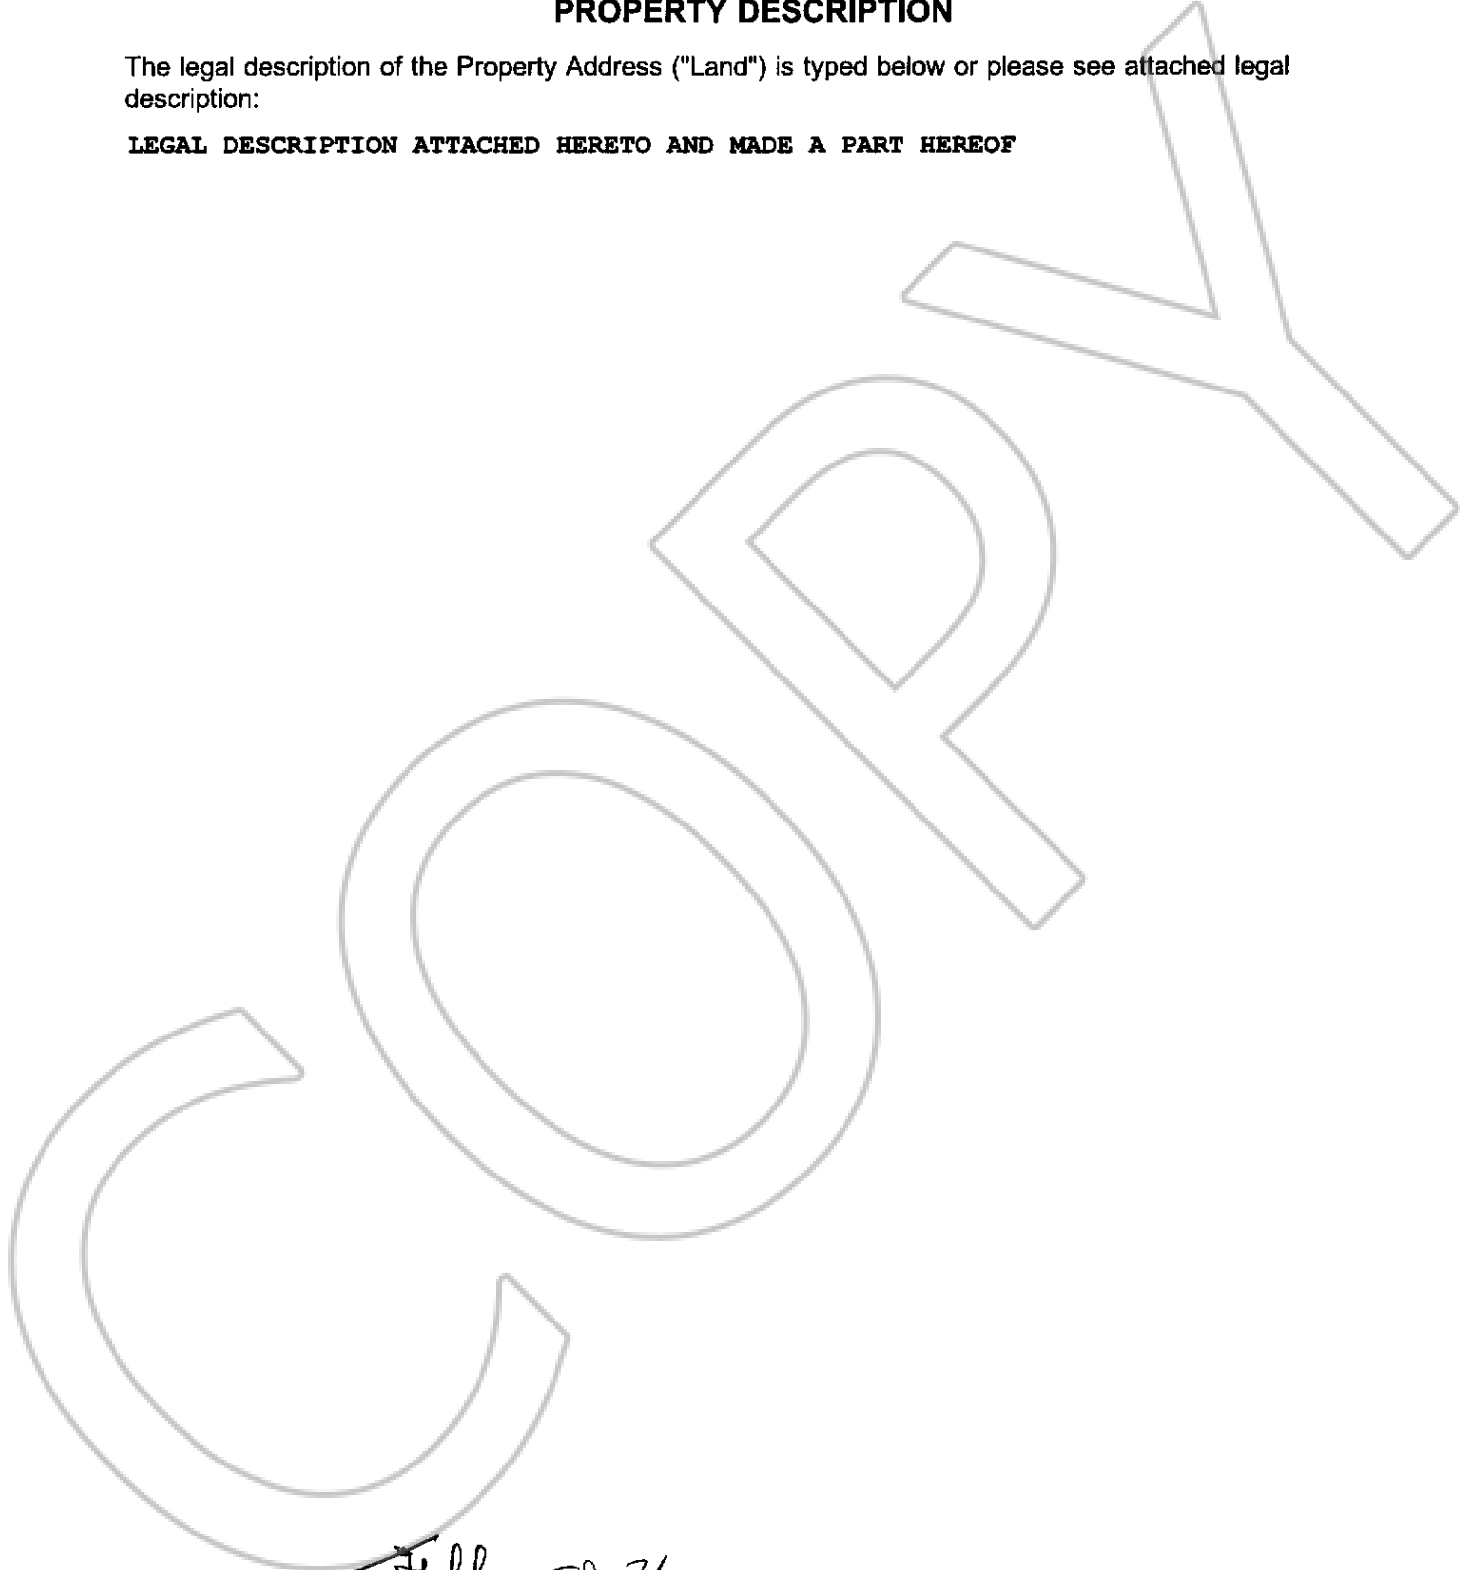 PROPERTY DESCRIPTION
The legal description of the Property Address ("Land") is typed below or please see attached legal
description:
LEGAL DESCRIPTION ATTACHED HERETO AND MADE A PART HEREOF
COPY